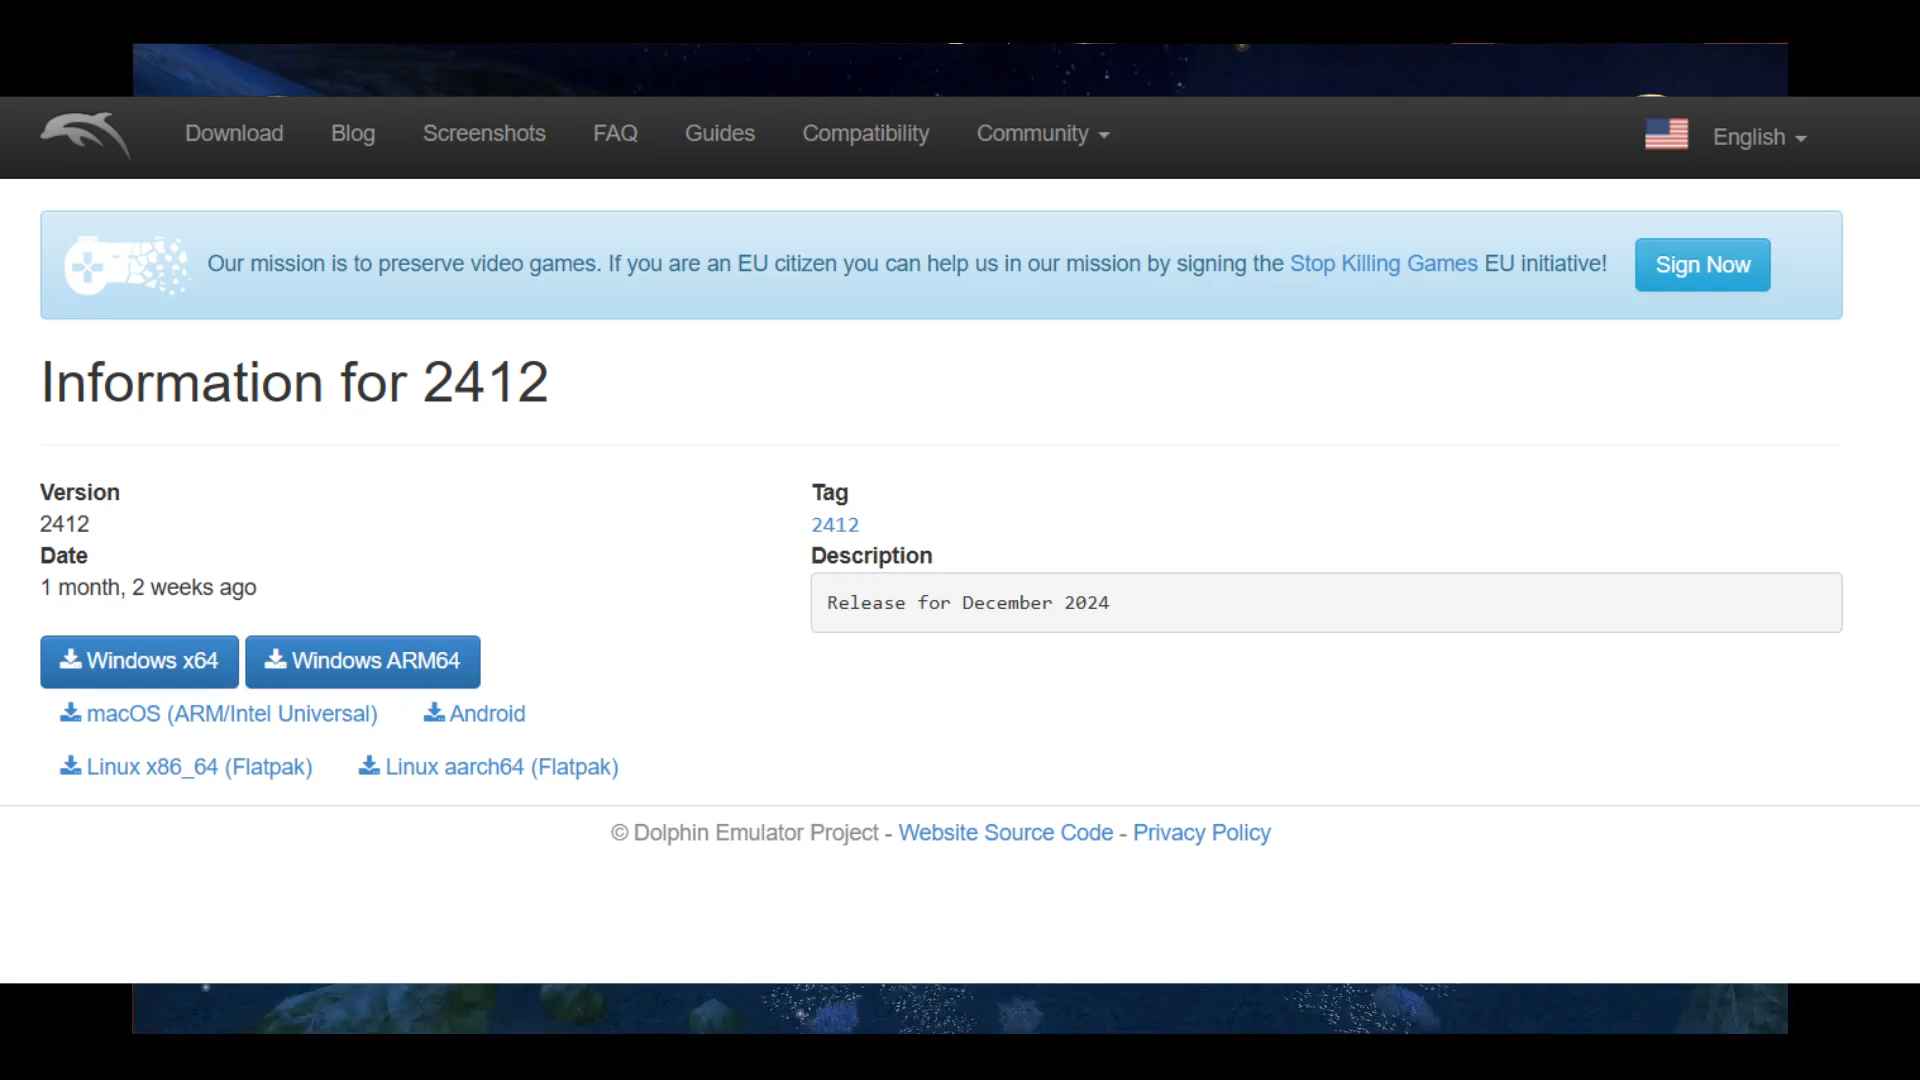 Download Blog Screenshots FAQ Guides Compatibility Community English
Our mission is to preserve video games. If you are an EU citizen you can help us in our mission by signing the Stop Killing Games EU initiative! Sign Now
Information for 2412
Version
2412
Date
1 month, 2 weeks ago
Tag
2412
Description
Release for December 2024
Windows x64 Windows ARM64
macOS (ARM/Intel Universal) Android
Linux x86_64 (Flatpak) Linux aarch64 (Flatpak)
© Dolphin Emulator Project - Website Source Code - Privacy Policy